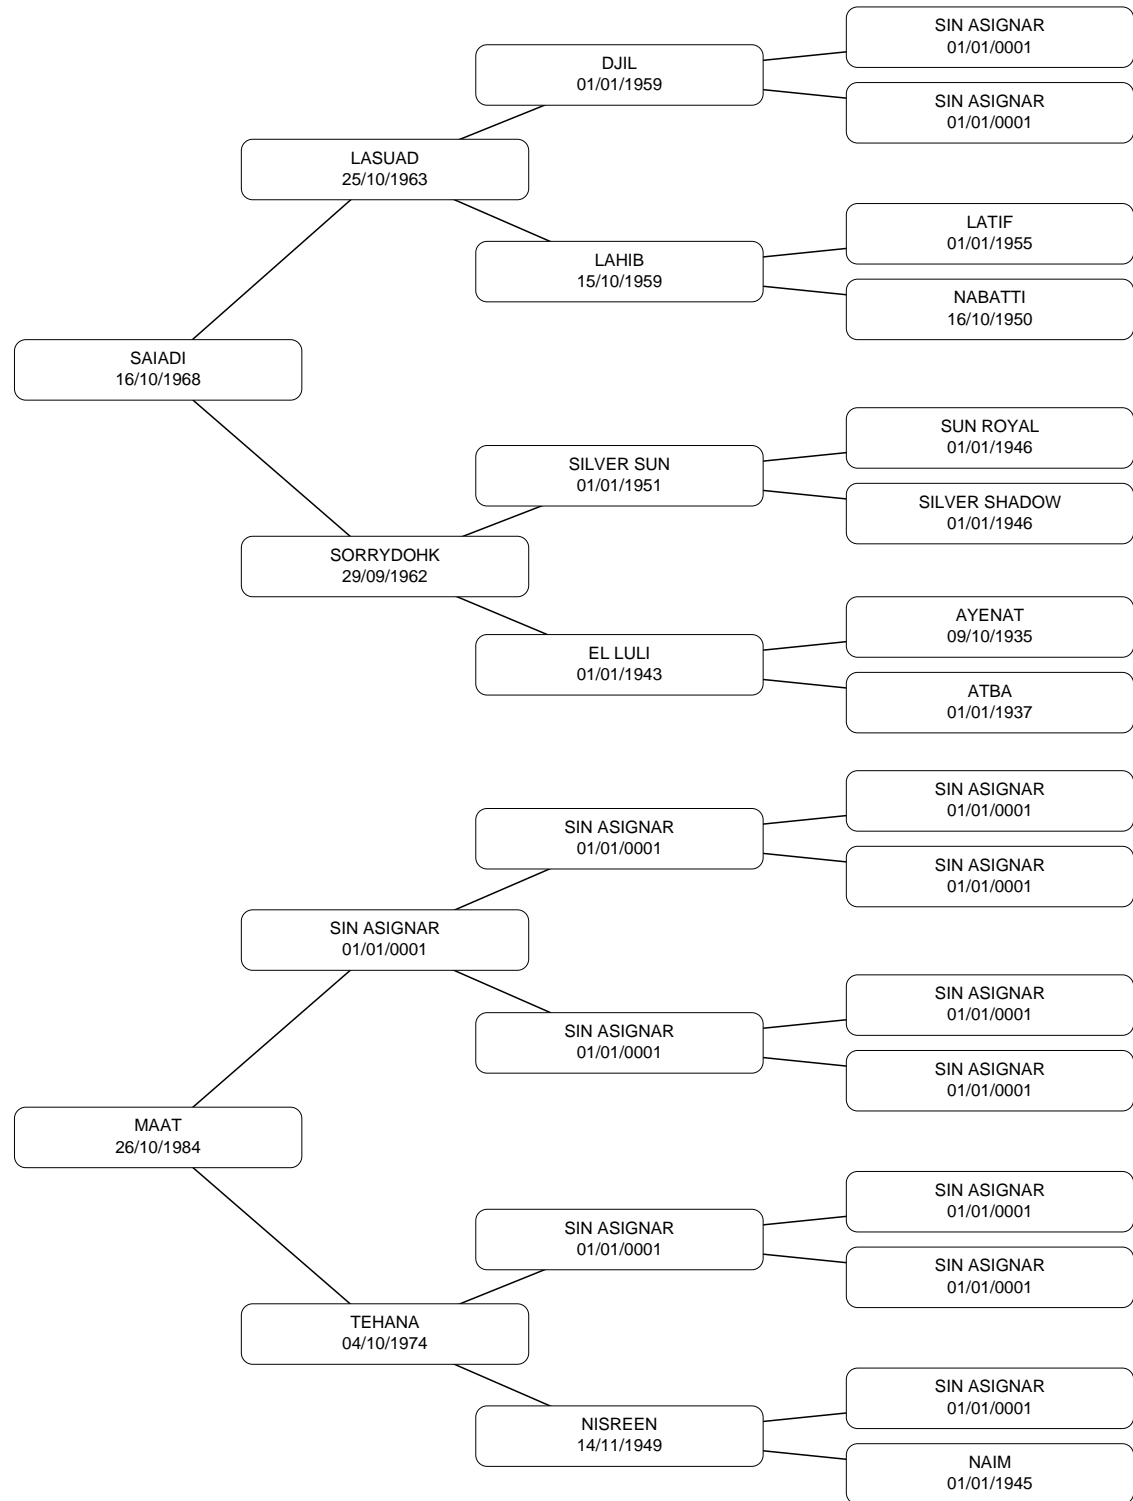 SIN ASIGNAR
01/01/0001
DJIL
01/01/1959
SIN ASIGNAR
01/01/0001
LASUAD
25/10/1963
LATIF
01/01/1955
LAHIB
15/10/1959
NABATTI
16/10/1950
SAIADI
16/10/1968
SUN ROYAL
01/01/1946
SILVER SUN
01/01/1951
SILVER SHADOW
01/01/1946
SORRYDOHK
29/09/1962
AYENAT
09/10/1935
EL LULI
01/01/1943
ATBA
01/01/1937
SIN ASIGNAR
01/01/0001
SIN ASIGNAR
01/01/0001
SIN ASIGNAR
01/01/0001
SIN ASIGNAR
01/01/0001
SIN ASIGNAR
01/01/0001
SIN ASIGNAR
01/01/0001
SIN ASIGNAR
01/01/0001
MAAT
26/10/1984
SIN ASIGNAR
01/01/0001
SIN ASIGNAR
01/01/0001
SIN ASIGNAR
01/01/0001
TEHANA
04/10/1974
SIN ASIGNAR
01/01/0001
NISREEN
14/11/1949
NAIM
01/01/1945